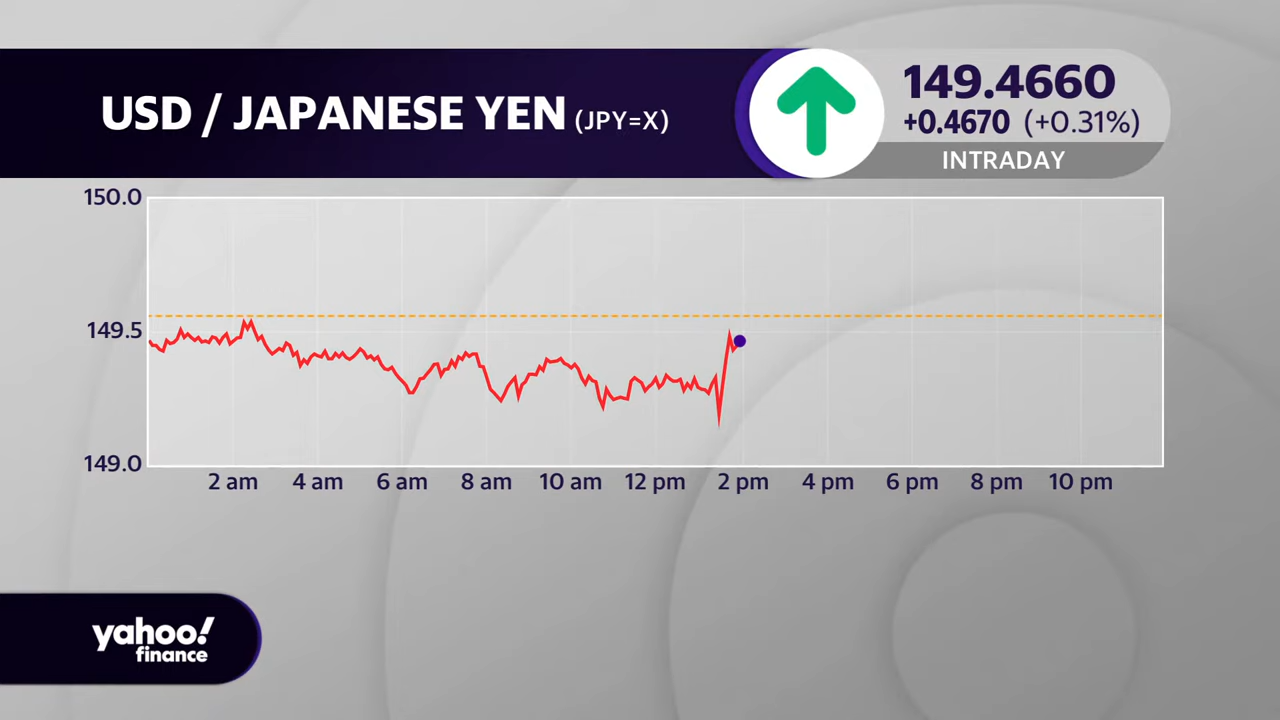 USD / JAPANESE YEN (JPY=X)
149.4660
+0.4670 (+0.31%)
INTRADAY
150.0
149.5
149.0
2 am 4 am 6 am 8 am 10 am 12 pm 2 pm 4 pm 6 pm 8 pm 10 pm
yahoo!
finance